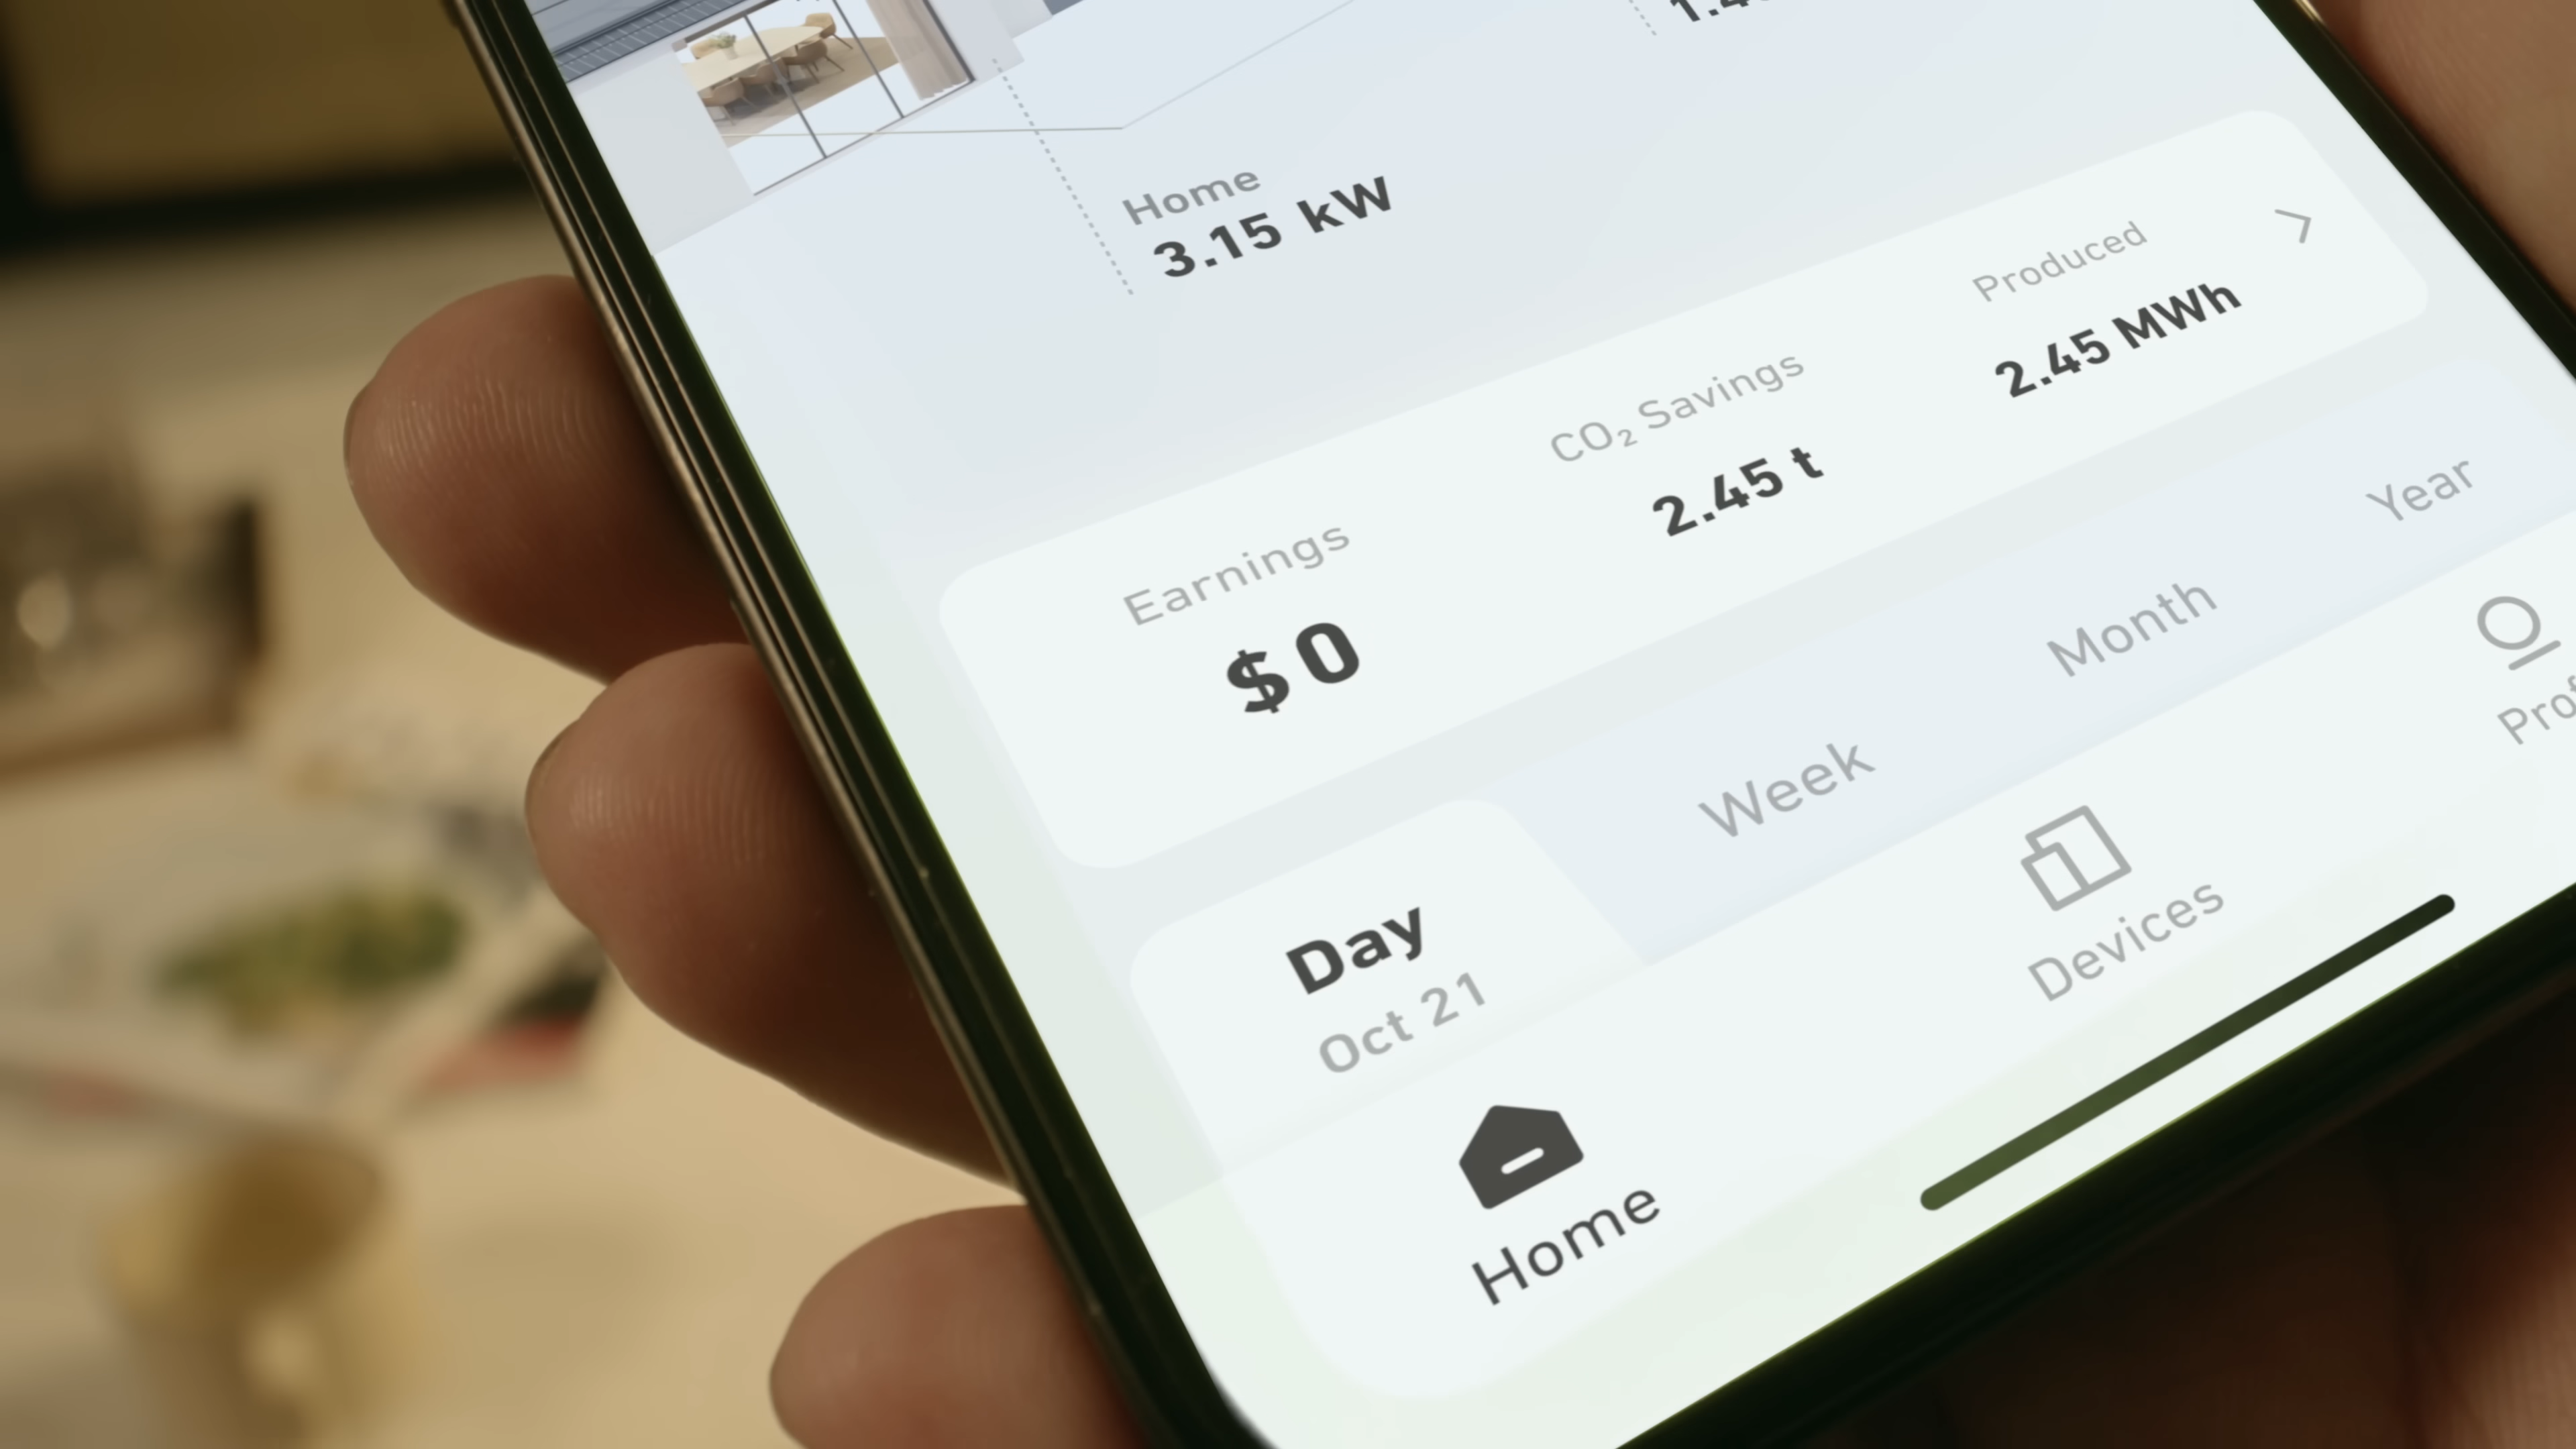 Home
3.15 kW
Earnings
$0
CO₂ Savings
2.45 t
Produced
2.45 MWh
Day
Oct 21
Week
Month
Year
Home
Devices